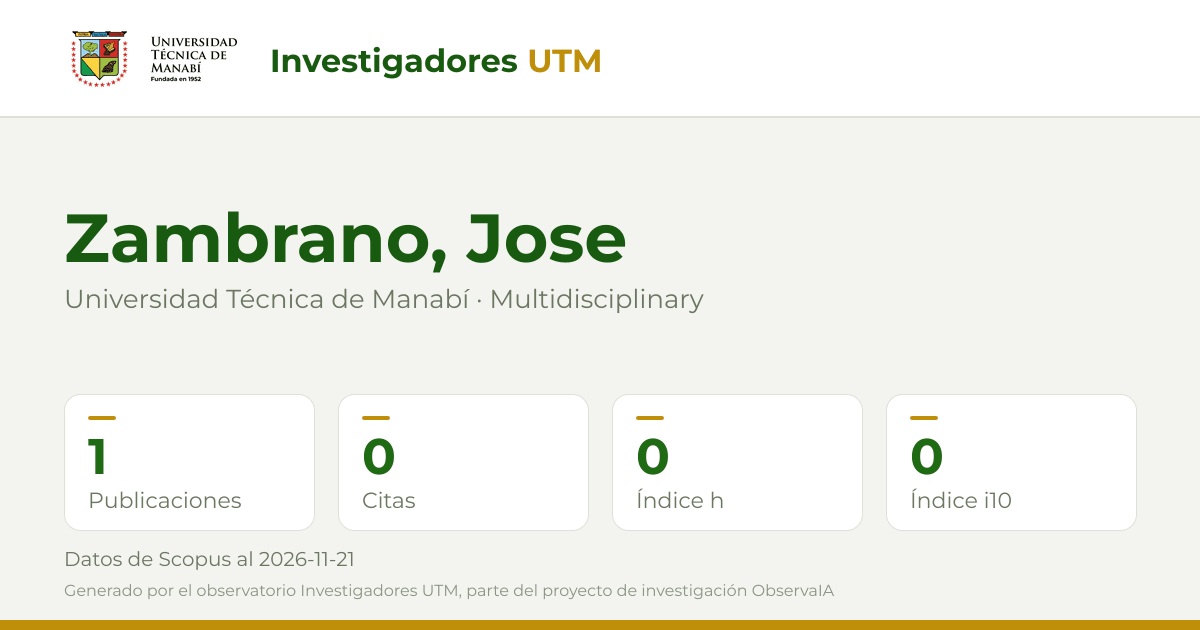 UNIVERSIDAD
TÉCNICA DE
MANABÍ
Fundada en 1952
Investigadores UTM
Zambrano, Jose
Universidad Técnica de Manabí · Multidisciplinary
1
Publicaciones
0
Citas
0
Índice h
0
Índice i10
Datos de Scopus al 2026-11-21
Generado por el observatorio Investigadores UTM, parte del proyecto de investigación ObservaIA